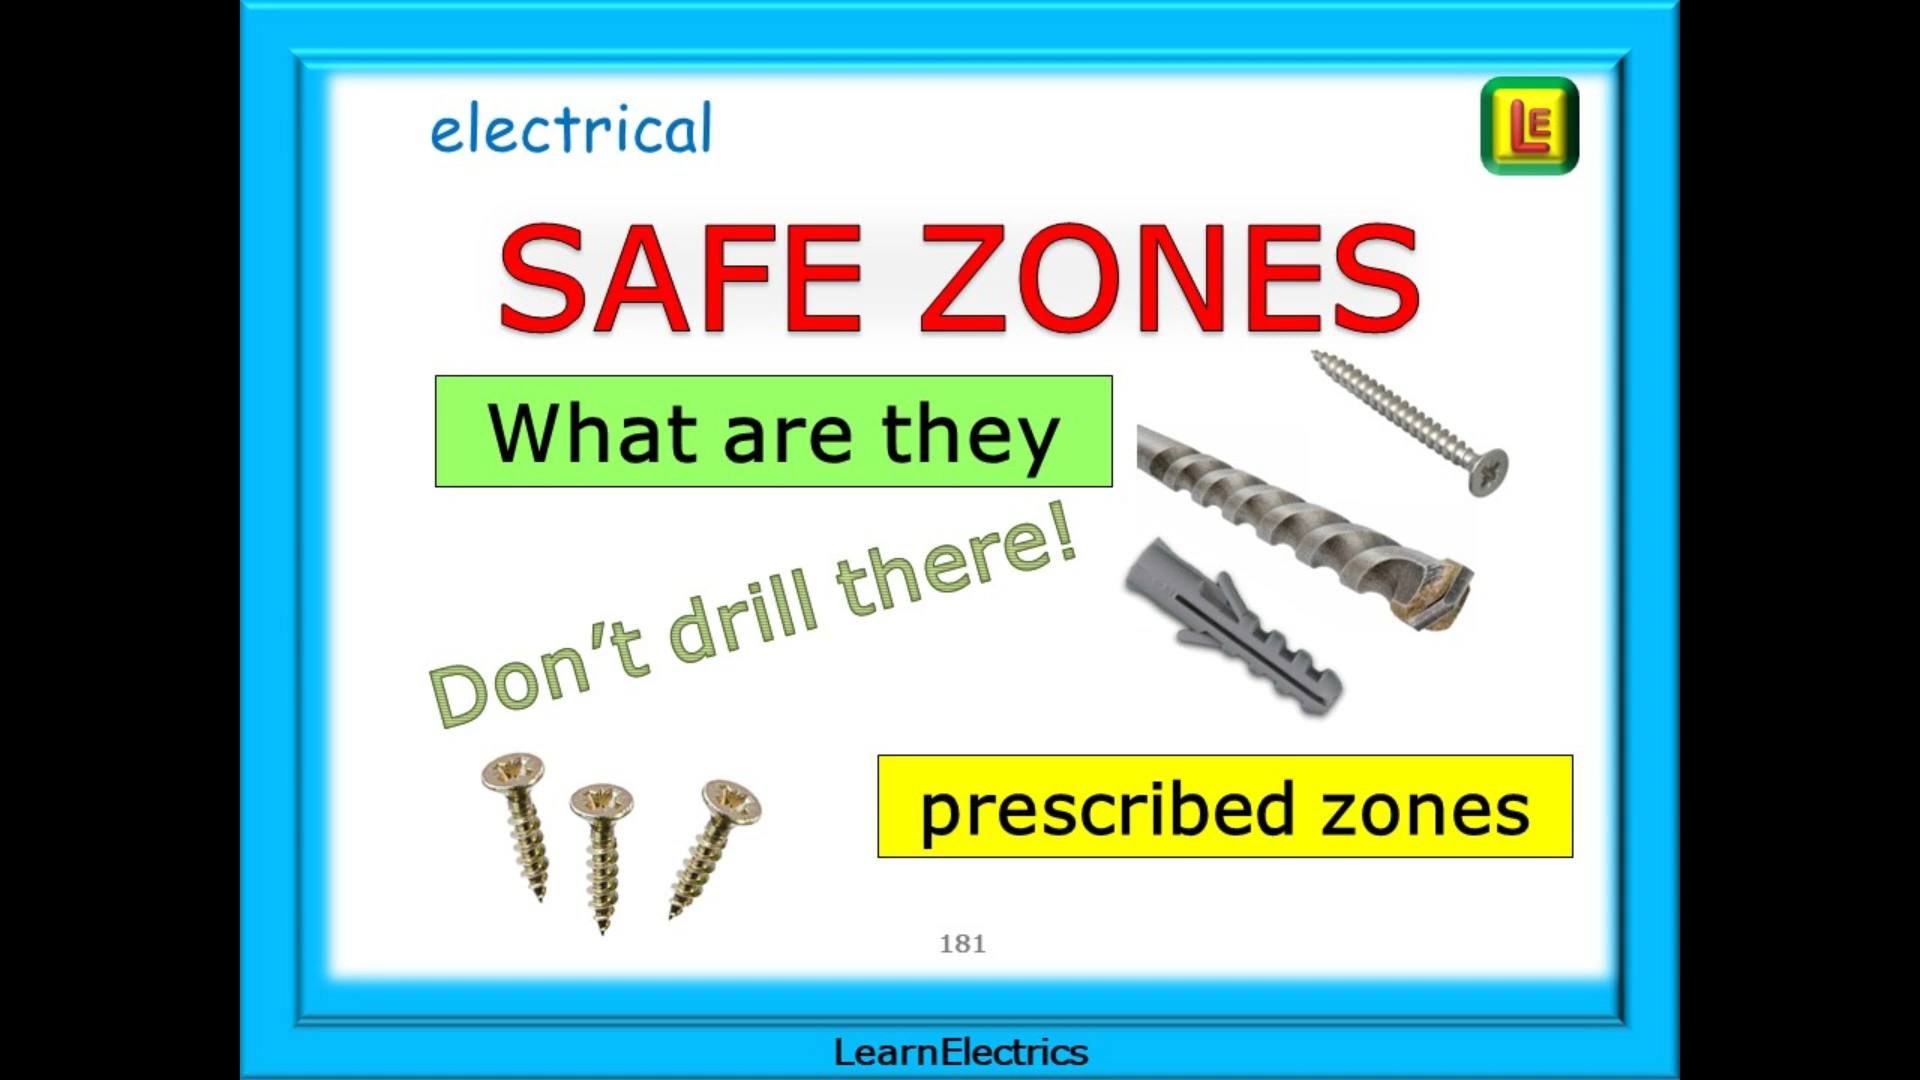 electrical
LE
SAFE ZONES
What are they
Don't drill there!
prescribed zones
181
LearnElectrics